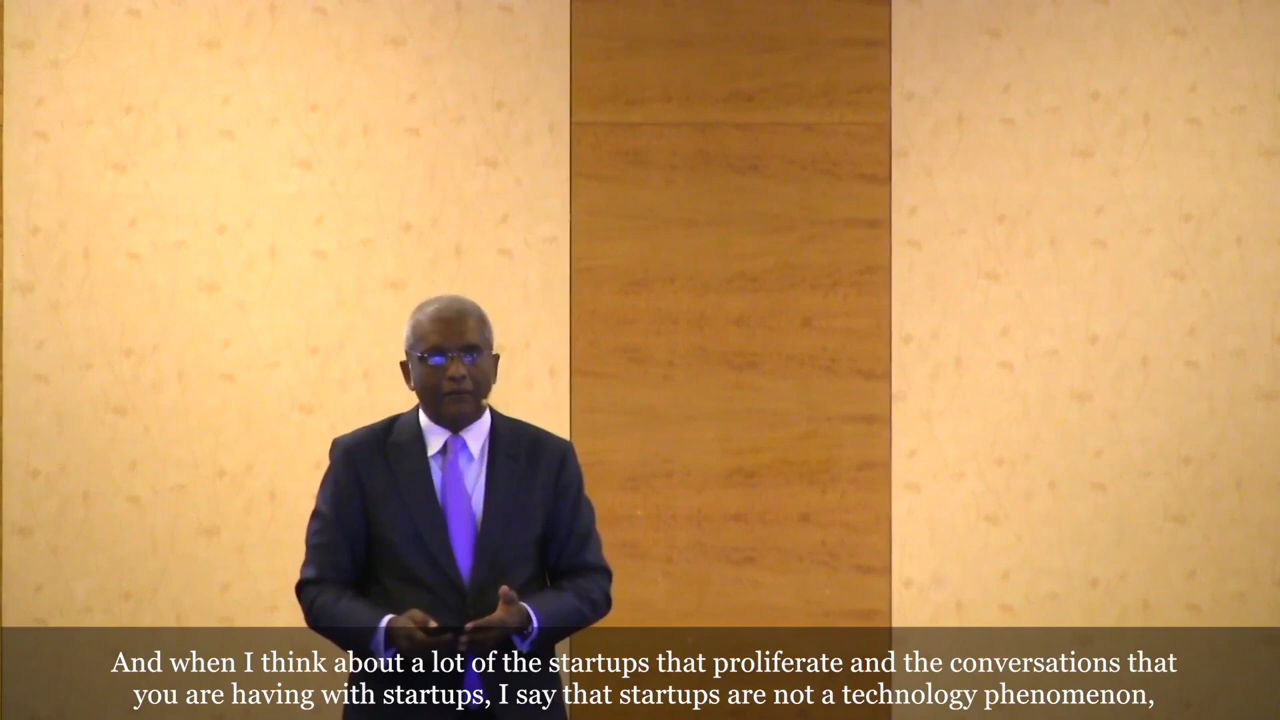 And when I think about a lot of the startups that proliferate and the conversations that
you are having with startups, I say that startups are not a technology phenomenon,